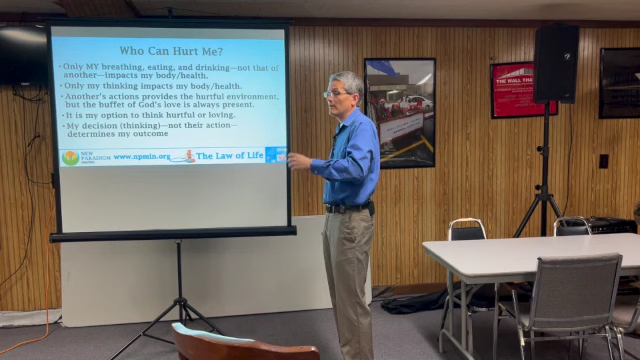 Who Can Hurt Me?
• Only MY breathing, eating, and drinking—not that of
another—impacts my body/health.
• Only my thinking impacts my body/health.
• Another's actions provides the hurtful environment,
but the buffet of God's love is always present.
• It is my option to think hurtful or loving.
• My decision (thinking)—not their action—
determines my outcome
NEW
PARADIGM
www.npmin.org
The Law of Life
THE WALL THA